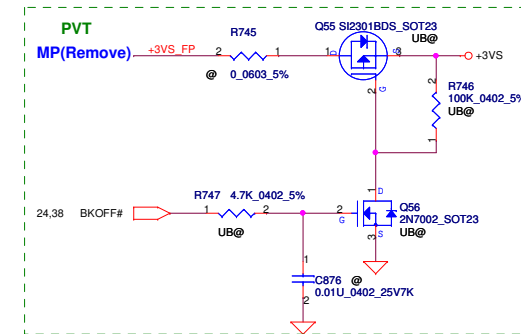 PVT
MP(Remove)
+3VS_FP
2
R745
1
@
0_0603_5%
Q55 SI2301BDS_SOT23
UB@
1
D
S
3
G
2
+3VS
2
R746
100K_0402_5%
UB@
1
24,38
BKOFF#
1
R747
4.7K_0402_5%
2
UB@
2
G
1
D
Q56
2N7002_SOT23
UB@
S
3
1
C876
@
0.01U_0402_25V7K
2